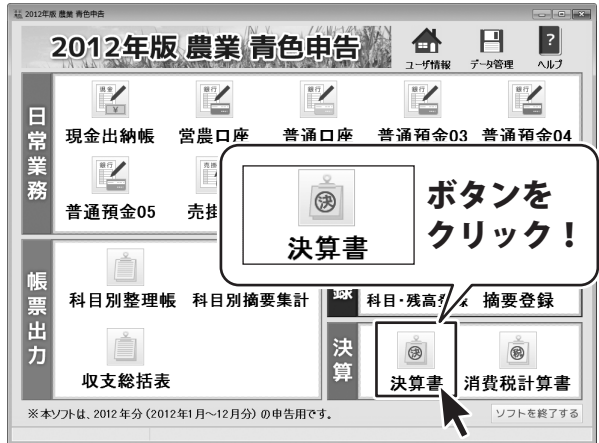 2012年版 農業 青色申告
2012年版 農業 青色申告
ユーザ情報 データ管理 ヘルプ
日常業務
現金出納帳 営農口座 普通口座 普通預金03 普通預金04
普通預金05 売掛
決算書
ボタンを
クリック!
帳票出力
科目別整理帳 科目別摘要集計
収支総括表
録
科目・残高登録 摘要登録
決算
決算書 消費税計算書
※本ソフトは、2012年分（2012年1月～12月分）の申告用です。
ソフトを終了する